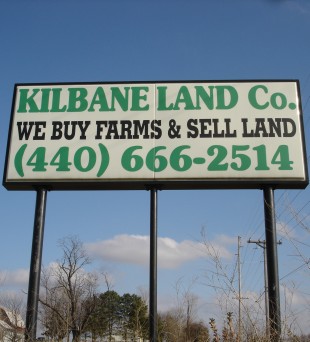 KILBANE LAND Co.
WE BUY FARMS & SELL LAND
(440) 666-2514